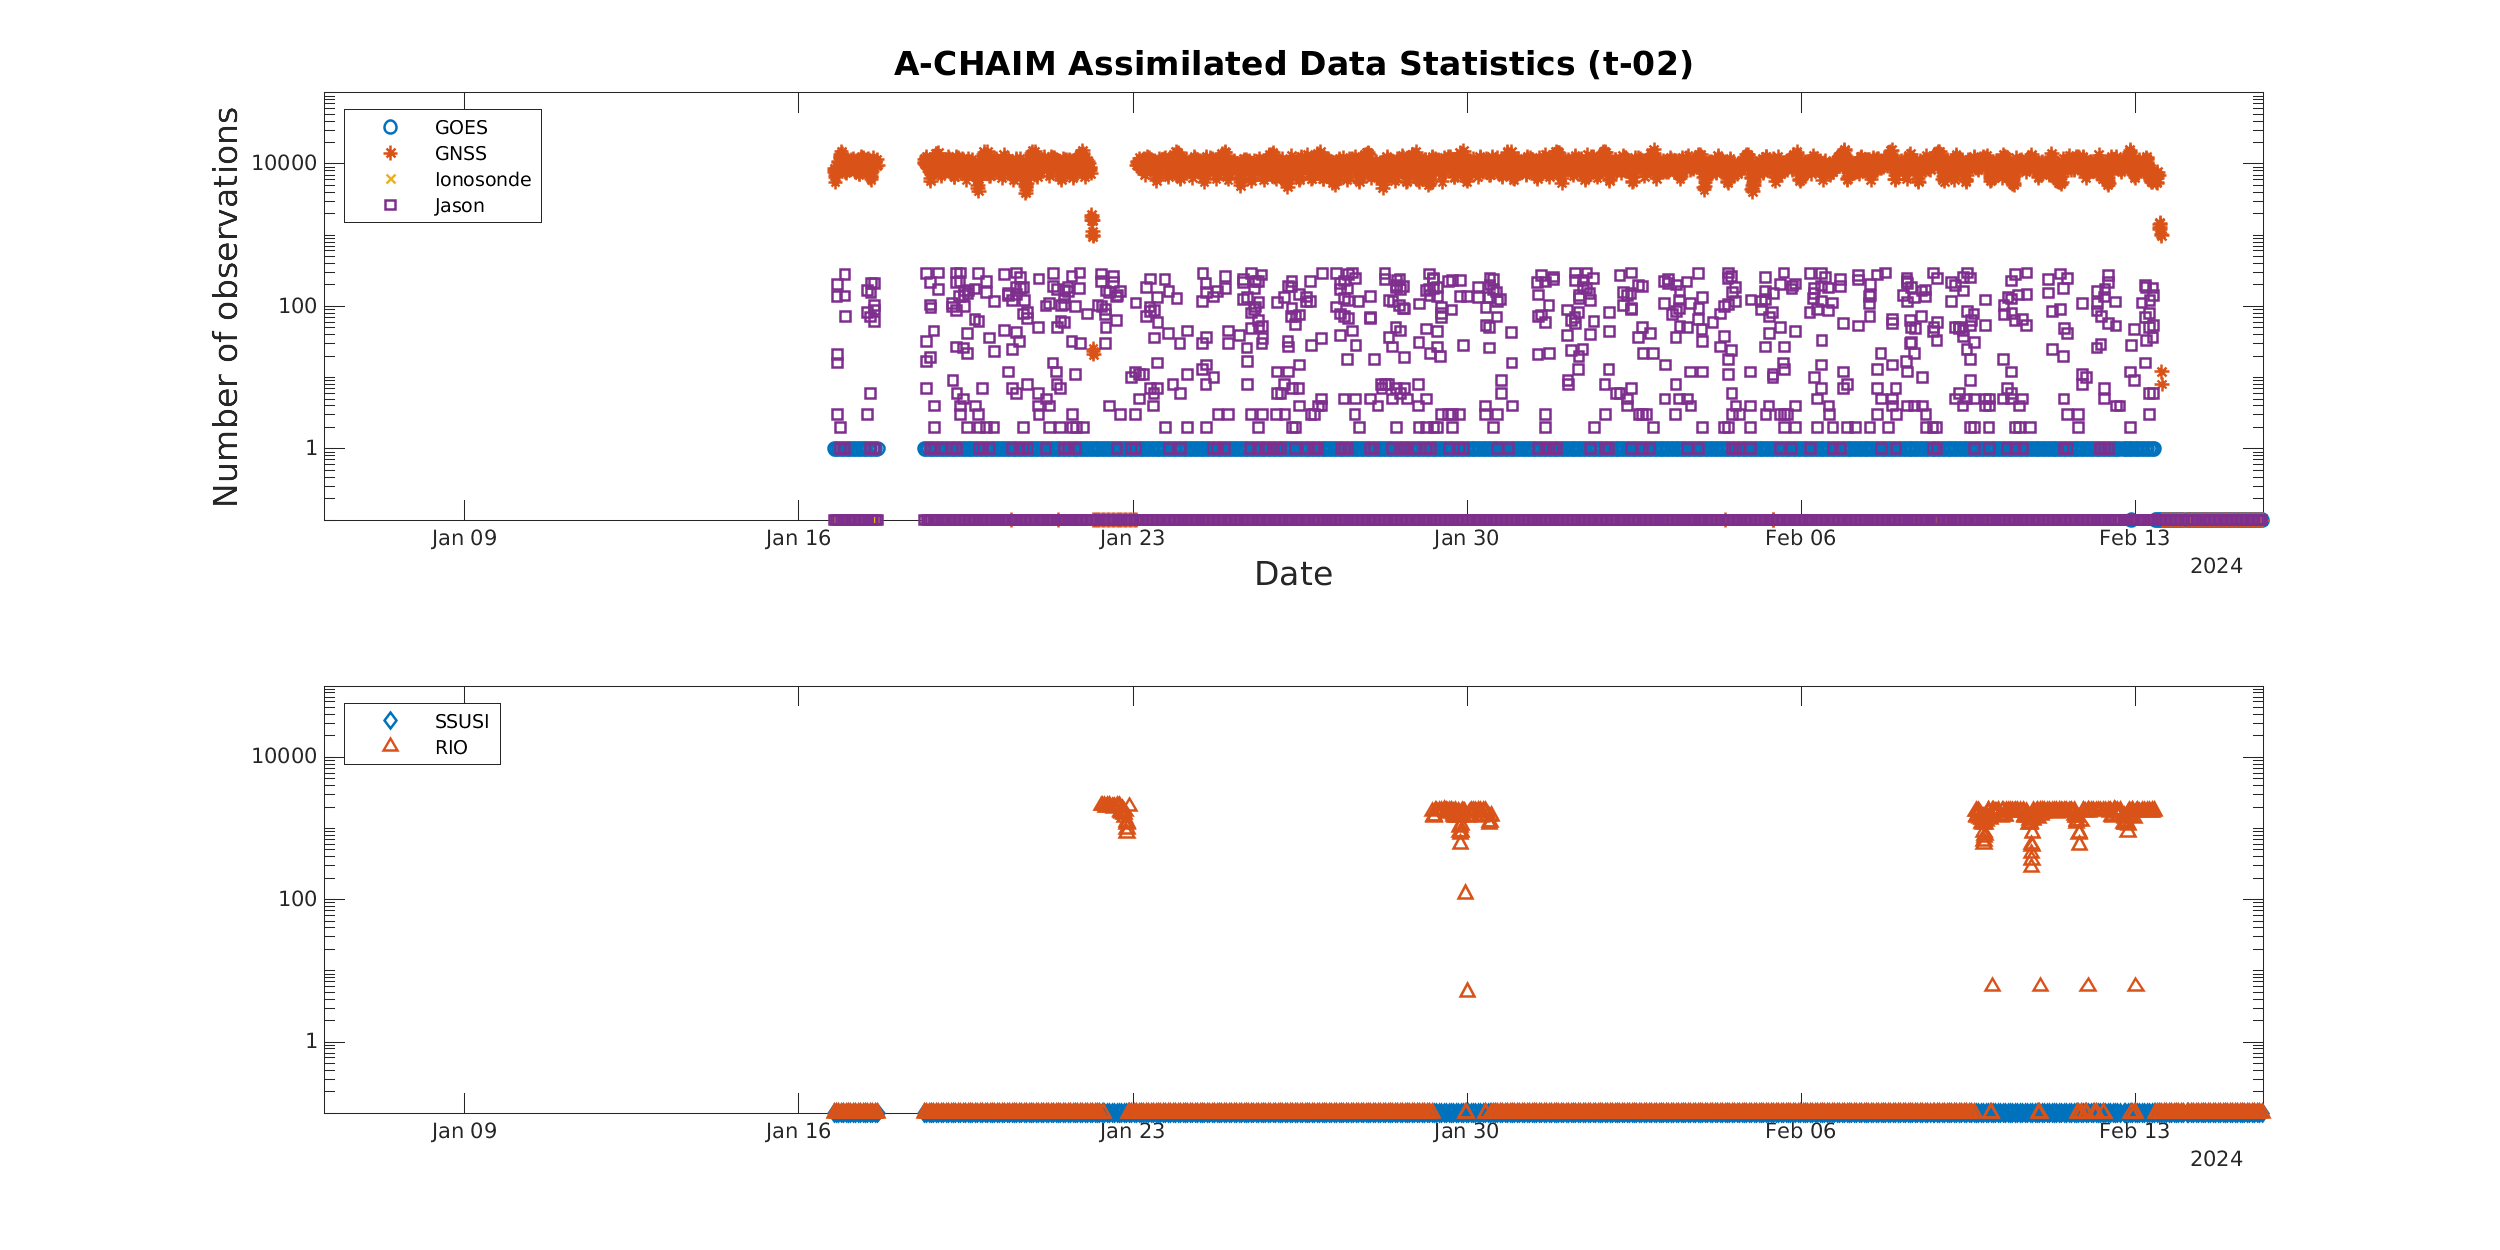 A-CHAIM Assimilated Data Statistics (t-02)
Number of observations
GOES
GNSS
Ionosonde
Jason
10000
100
1
Jan 09 Jan 16 Jan 23 Jan 30 Feb 06 Feb 13
2024
Date
SSUSI
RIO
10000
100
1
Jan 09 Jan 16 Jan 23 Jan 30 Feb 06 Feb 13
2024